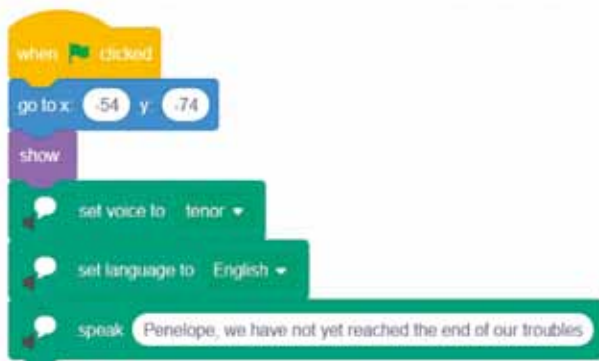 when clicked
go to x: -54 y: -74
show
set voice to tenor
set language to English
speak Penelope, we have not yet reached the end of our troubles